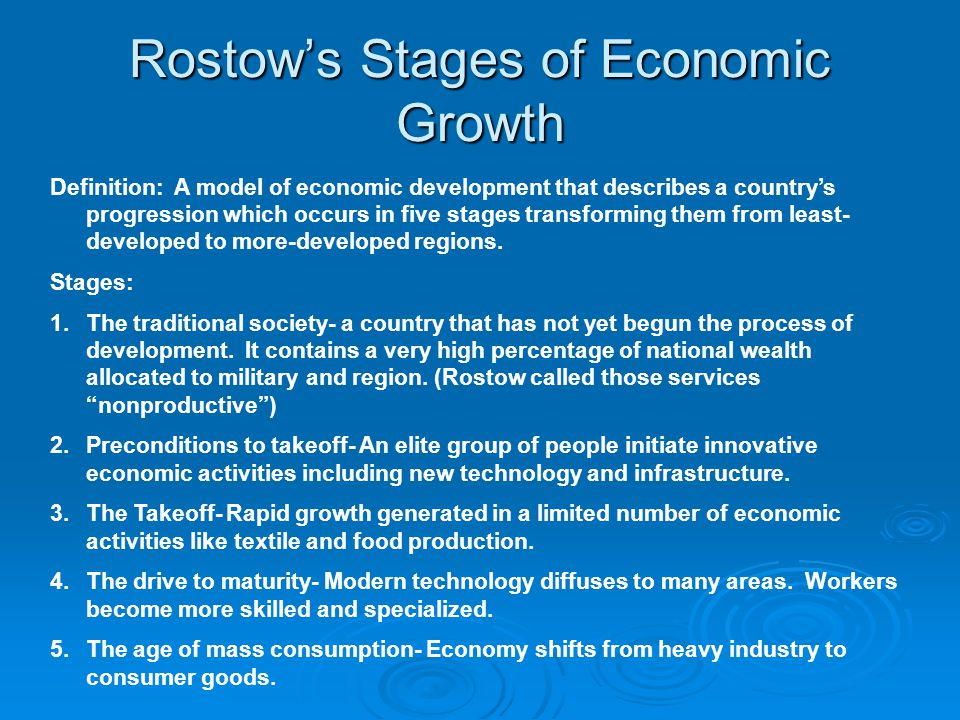 Rostow’s Stages of Economic
Growth
Definition: A model of economic development that describes a country’s
progression which occurs in five stages transforming them from least-
developed to more-developed regions.
Stages:
1. The traditional society- a country that has not yet begun the process of
development. It contains a very high percentage of national wealth
allocated to military and region. (Rostow called those services
“nonproductive”)
2. Preconditions to takeoff- An elite group of people initiate innovative
economic activities including new technology and infrastructure.
3. The Takeoff- Rapid growth generated in a limited number of economic
activities like textile and food production.
4. The drive to maturity- Modern technology diffuses to many areas. Workers
become more skilled and specialized.
5. The age of mass consumption- Economy shifts from heavy industry to
consumer goods.